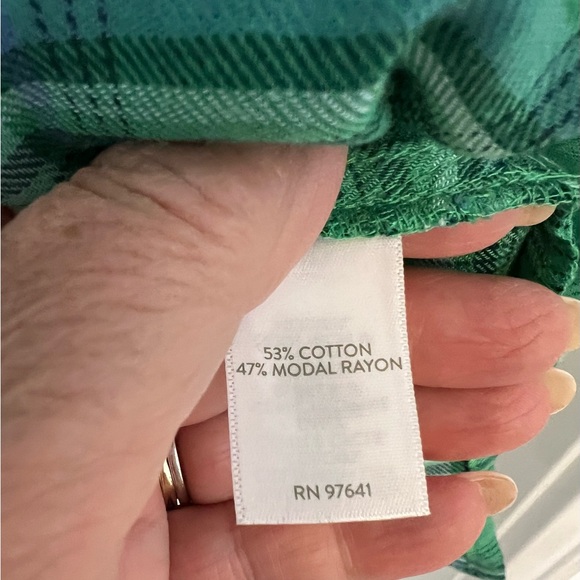 53% COTTON
47% MODAL RAYON
RN 97641